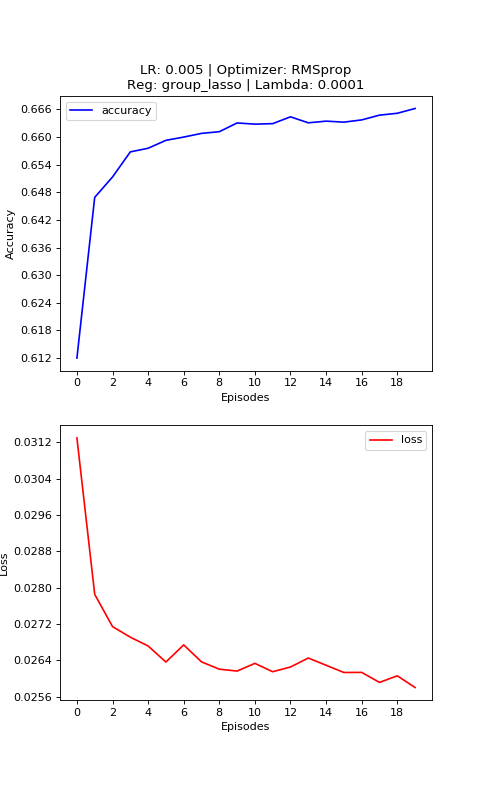 LR: 0.005 | Optimizer: RMSprop
Reg: group_lasso | Lambda: 0.0001
accuracy
0.666
0.660
0.654
0.648
0.642
0.636
0.630
0.624
0.618
0.612
Accuracy
0 2 4 6 8 10 12 14 16 18
Episodes
loss
0.0312
0.0304
0.0296
0.0288
0.0280
0.0272
0.0264
0.0256
Loss
0 2 4 6 8 10 12 14 16 18
Episodes